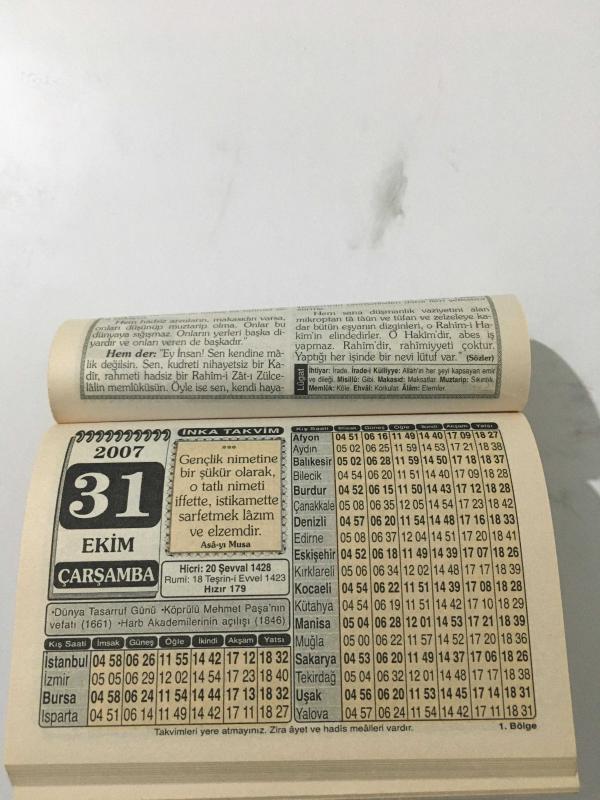 "Hem hadsiz arzuların, makasıdın varsa,
onları düşünüp muztarip olma. Onlar bu
dünyaya sığışmaz. Onların yerleri başka di-
yardır ve onları veren de başkadır."
Hem der: "Ey İnsan! Sen kendine mâ-
lik değilsin. Sen, kudreti nihayetsiz bir Ka-
dîr, rahmeti hadsiz bir Rahîm-i Zât-ı Zülce-
lâlin memlûküsün. Öyle ise sen, kendi haya-
Hem sana düşmanlık vaziyetini alan
mikroptan tâ tâûn ve tûfan ve zelzeleye ka-
dar bütün eşyanın dizginleri, o Rahîm-i Ha-
kîm'in elindedirler. O Hakîm'dir, abes iş
yapmaz. Rahîm'dir, rahîmiyyeti çoktur.
Yaptığı her işinde bir nevi lütuf var." (Sözler)
Lügat
İhtiyar: İrade. İrade-i Külliyye: Allah'ın her şeyi kapsayan emir
ve dileği. Misillü: Gibi. Makasıd: Maksatlar. Muztarip: Sıkıntılı.
Memlûk: Köle. Ehvâl: Korkular. Âlâm: Elemler.
2007
31
EKİM
ÇARŞAMBA
İNKA TAKVİM
***
Gençlik nimetine
bir şükür olarak,
o tatlı nimeti
iffette, istikamette
sarfetmek lâzım
ve elzemdir.
Asâ-yı Musa
Hicri: 20 Şevval 1428
Rumi: 18 Teşrin-i Evvel 1423
Hızır 179
•Dünya Tasarruf Günü •Köprülü Mehmet Paşa'nın
vefatı (1661) •Harb Akademilerinin açılışı (1846)
Kış Saati İmsak Güneş Öğle İkindi Akşam Yatsı
İstanbul 04 58 06 26 11 55 14 42 17 12 18 32
İzmir 05 05 06 29 12 02 14 54 17 23 18 40
Bursa 04 58 06 24 11 54 14 44 17 13 18 32
Isparta 04 51 06 14 11 49 14 42 17 11 18 27
Kış Saati İmsak Güneş Öğle İkindi Akşam Yatsı
Afyon 04 51 06 16 11 49 14 40 17 09 18 27
Aydın 05 02 06 25 11 59 14 53 17 21 18 38
Balıkesir 05 02 06 28 11 59 14 50 17 18 18 37
Bilecik 04 54 06 20 11 51 14 40 17 09 18 28
Burdur 04 52 06 15 11 50 14 43 17 12 18 28
Çanakkale 05 08 06 35 12 05 14 54 17 23 18 42
Denizli 04 57 06 20 11 54 14 48 17 16 18 33
Edirne 05 08 06 37 12 04 14 51 17 20 18 41
Eskişehir 04 52 06 18 11 49 14 39 17 07 18 26
Kırklareli 05 06 06 34 12 02 14 48 17 17 18 39
Kocaeli 04 54 06 22 11 51 14 39 17 08 18 28
Kütahya 04 54 06 19 11 51 14 42 17 10 18 29
Manisa 05 04 06 28 12 01 14 53 17 21 18 39
Muğla 05 00 06 22 11 57 14 52 17 20 18 36
Sakarya 04 53 06 20 11 49 14 37 17 06 18 26
Tekirdağ 05 04 06 32 12 01 14 48 17 17 18 38
Uşak 04 56 06 20 11 53 14 45 17 14 18 31
Yalova 04 57 06 24 11 54 14 42 17 11 18 31
Takvimleri yere atmayınız. Zira âyet ve hadis meâlleri vardır.
1. Bölge